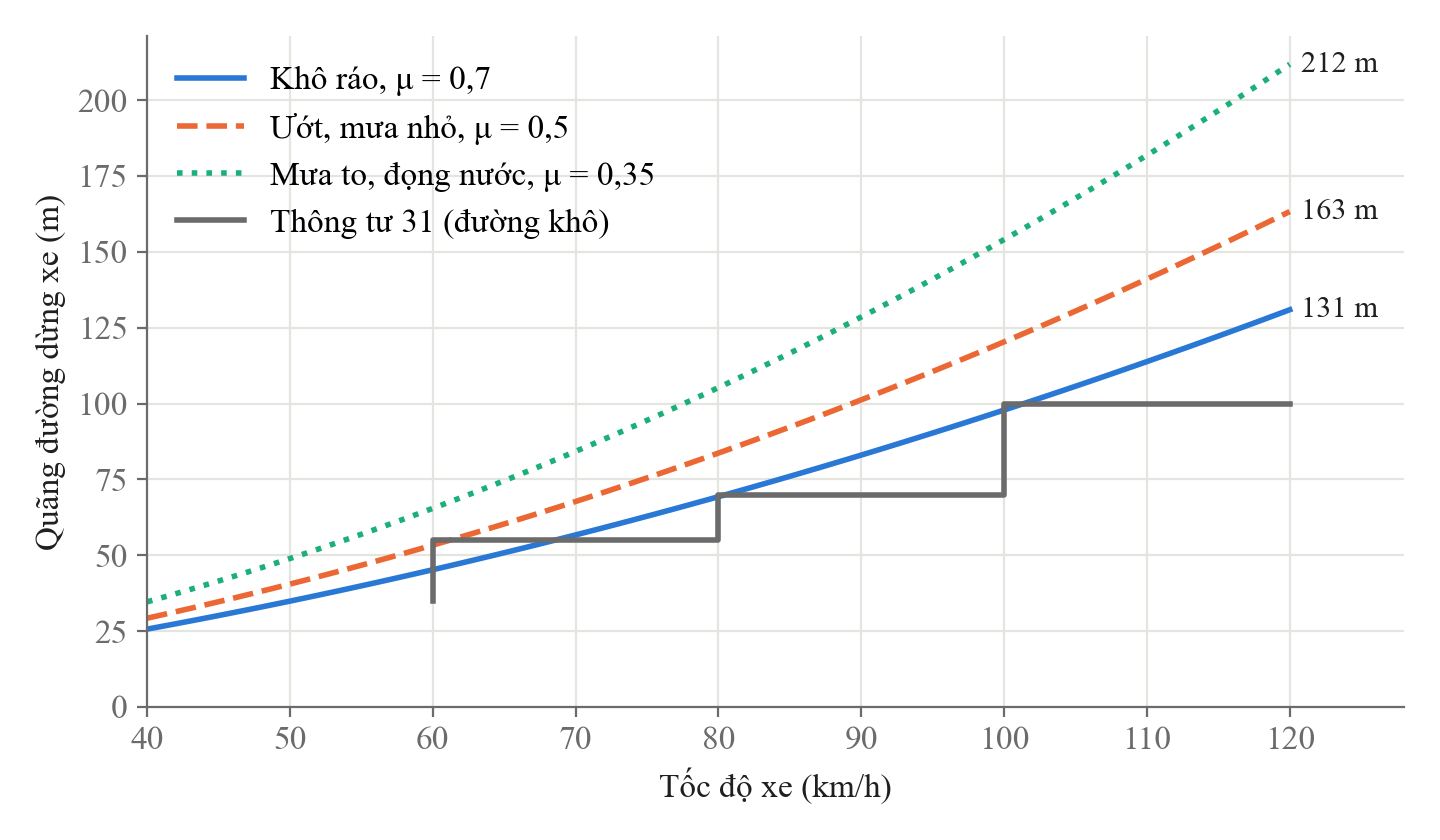 212 m
Khô ráo, μ = 0,7
Ướt, mưa nhỏ, μ = 0,5
Mưa to, đọng nước, μ = 0,35
Thông tư 31 (đường khô)
163 m
131 m
200
175
150
125
100
75
50
25
0
Quãng đường dừng xe (m)
40 50 60 70 80 90 100 110 120
Tốc độ xe (km/h)